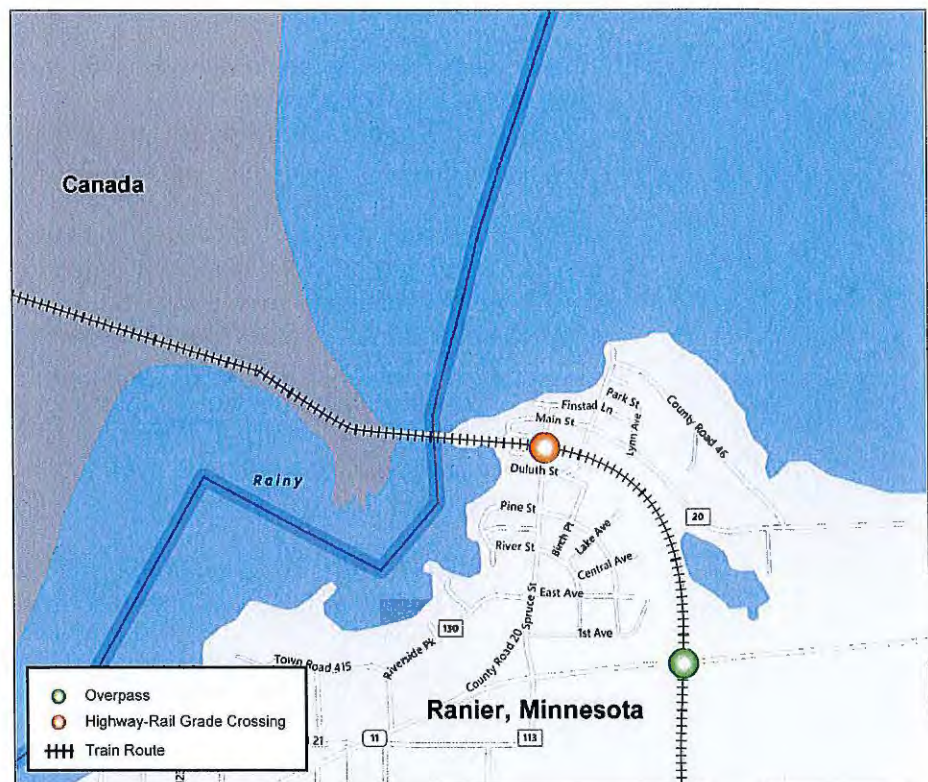 Canada
Park St
Finstad Ln
Main St
Lynn Ave
County Road 46
Duluth St
Rainy
Pine St
20
River St
Birch Pt
Lake Ave
Central Ave
East Ave
Spruce St
130
1st Ave
Town Road 415
Riverside Pk
County Road 20
Ranier, Minnesota
21
11
113
Overpass
Highway-Rail Grade Crossing
Train Route